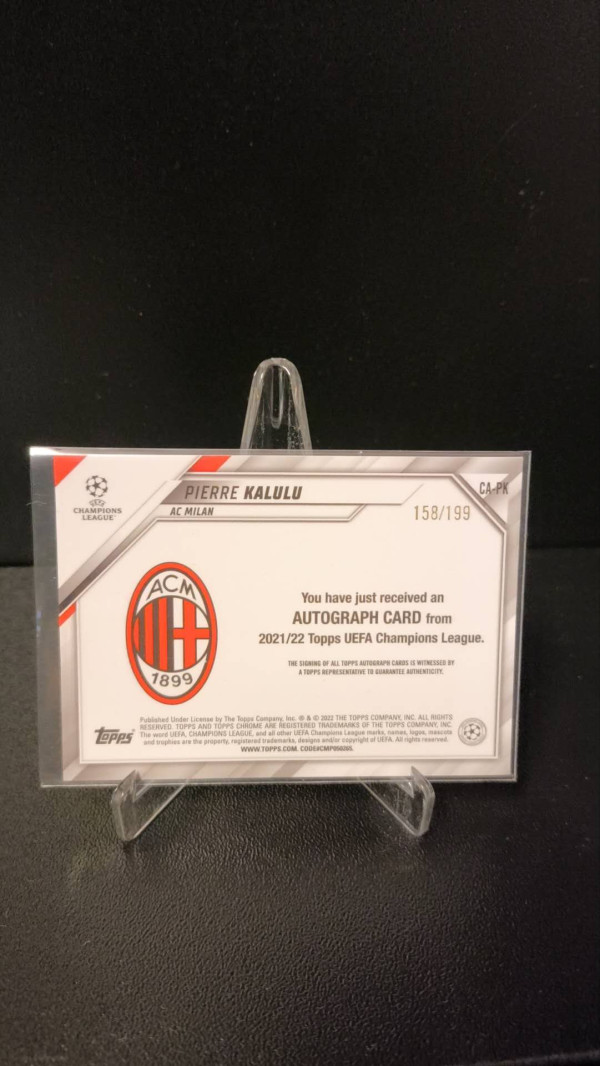 CHAMPIONS
LEAGUE
PIERRE KALULU
AC MILAN
CA-PK
158/199
ACM
1899
You have just received an
AUTOGRAPH CARD from
2021/22 Topps UEFA Champions League.
THE SIGNING OF ALL TOPPS AUTOGRAPH CARDS IS WITNESSED BY
A TOPPS REPRESENTATIVE TO GUARANTEE AUTHENTICITY.
Topps
Published Under License by The Topps Company, Inc. ® & © 2022 THE TOPPS COMPANY, INC. ALL RIGHTS
RESERVED. TOPPS AND TOPPS CHROME ARE REGISTERED TRADEMARKS OF THE TOPPS COMPANY, INC.
The word UEFA, CHAMPIONS LEAGUE, and all other UEFA Champions League marks, names, logos, mascots
and trophies are the property, registered trademarks, designs and/or copyright of UEFA. All rights reserved.
WWW.TOPPS.COM.